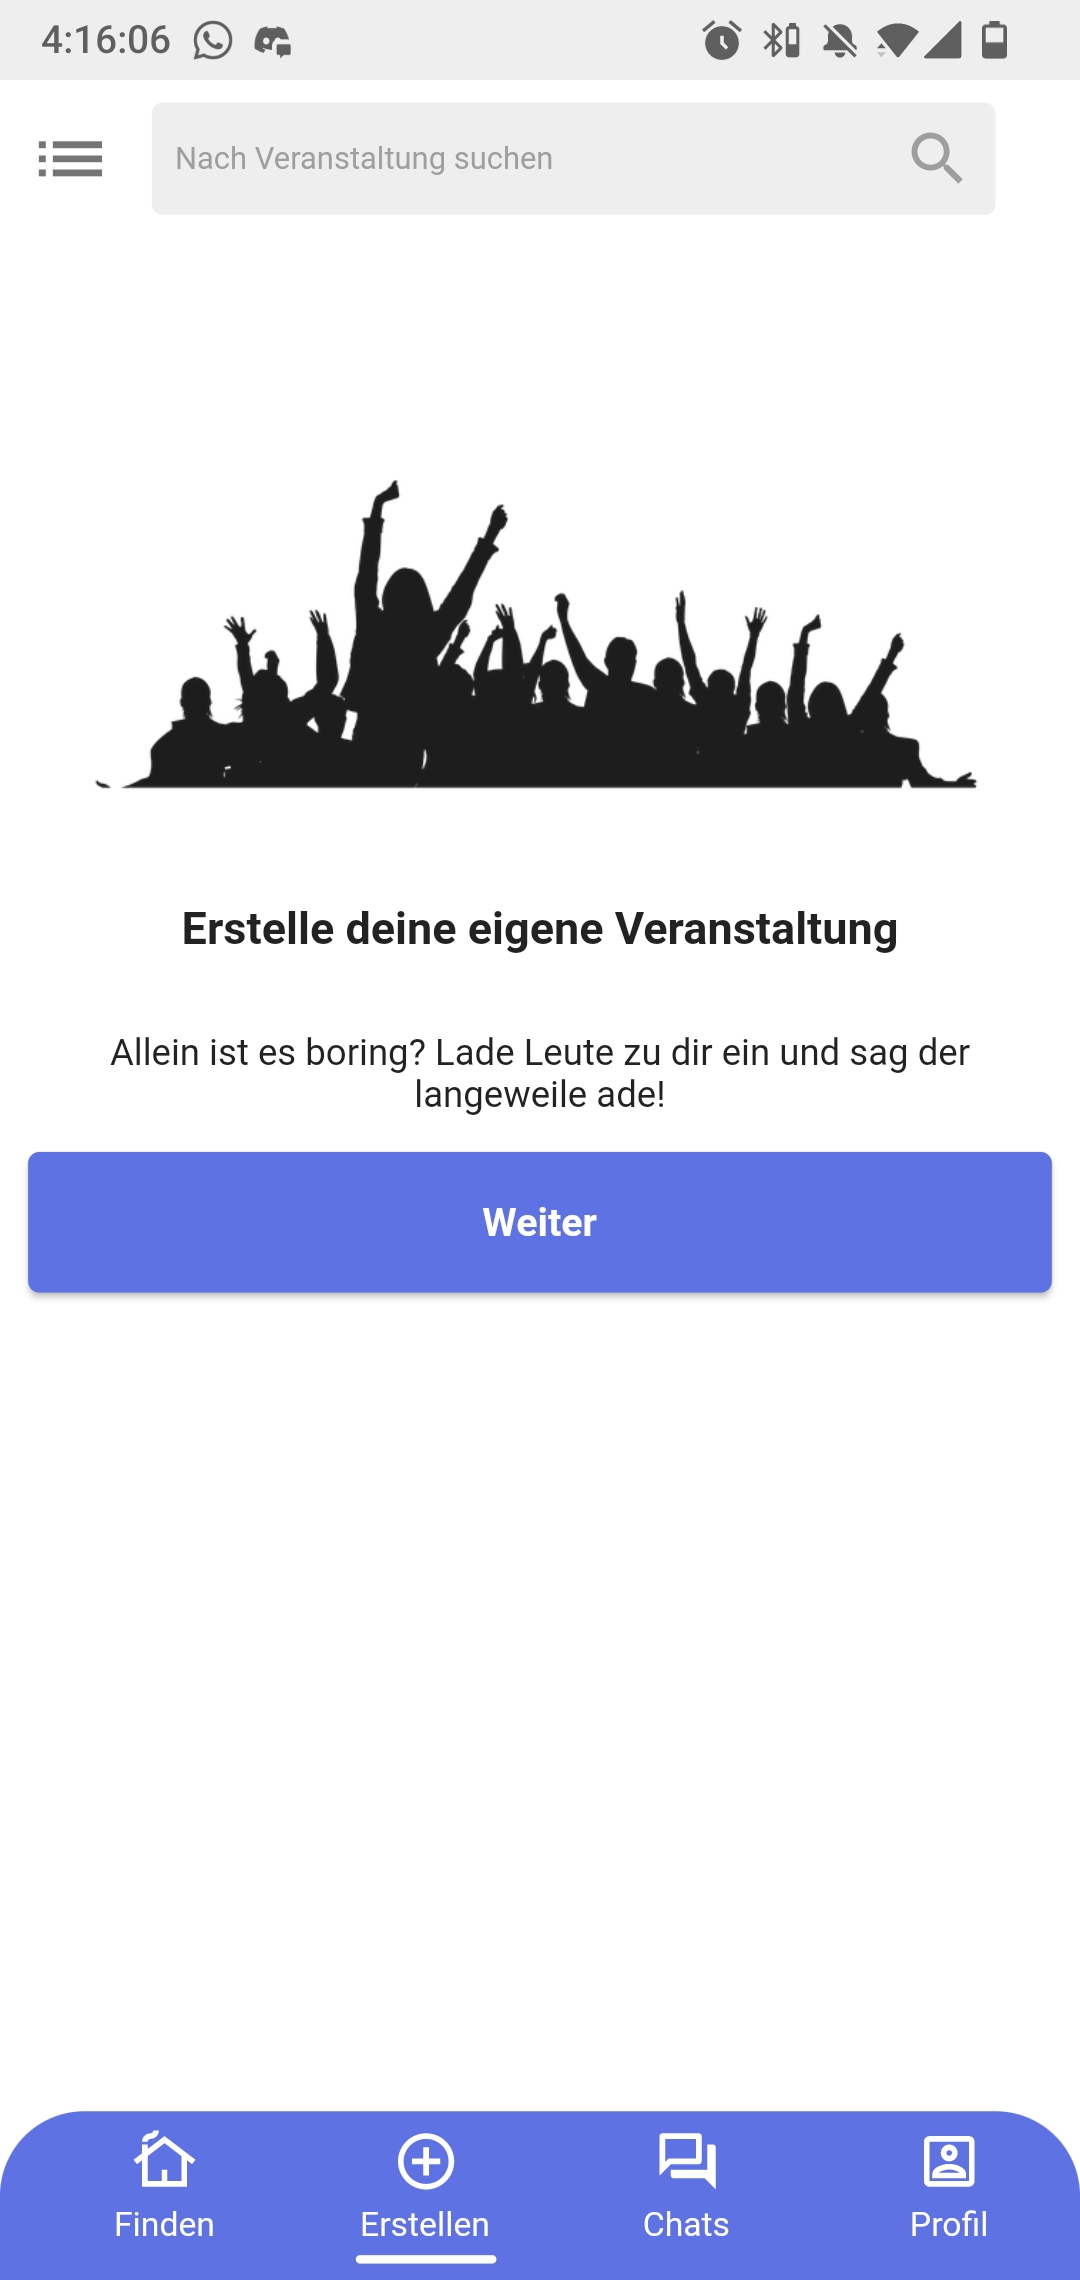 4:16:06
Nach Veranstaltung suchen
Erstelle deine eigene Veranstaltung
Allein ist es boring? Lade Leute zu dir ein und sag der
langeweile ade!
Weiter
Finden Erstellen Chats Profil